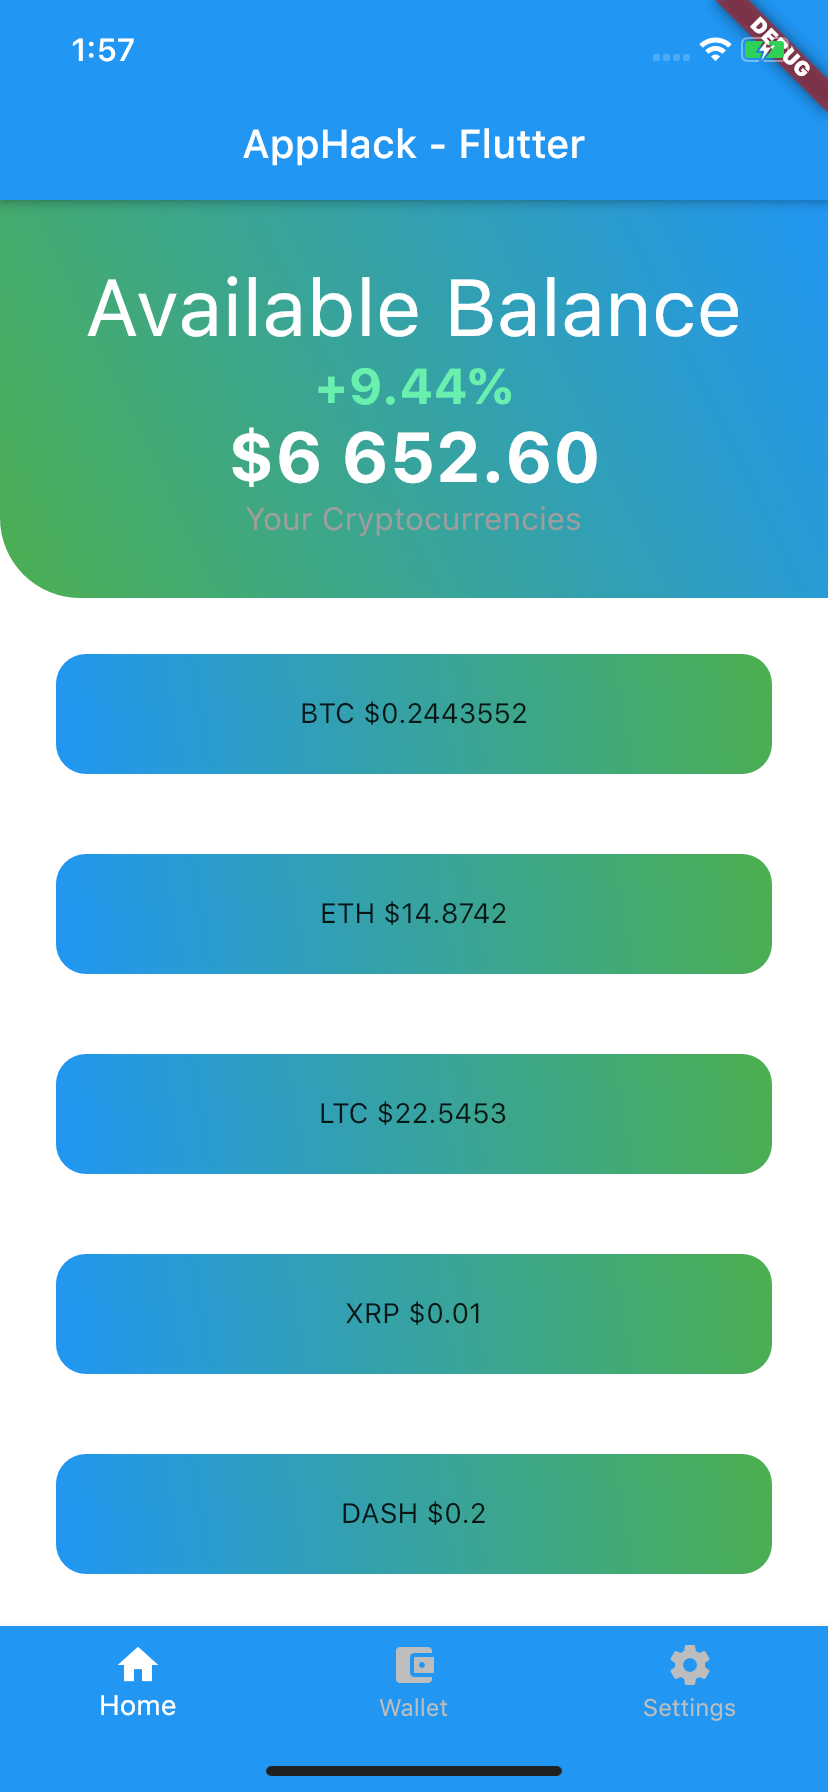 1:57
DEBUG
AppHack - Flutter
Available Balance
+9.44%
$6 652.60
Your Cryptocurrencies
BTC $0.2443552
ETH $14.8742
LTC $22.5453
XRP $0.01
DASH $0.2
Home
Wallet
Settings